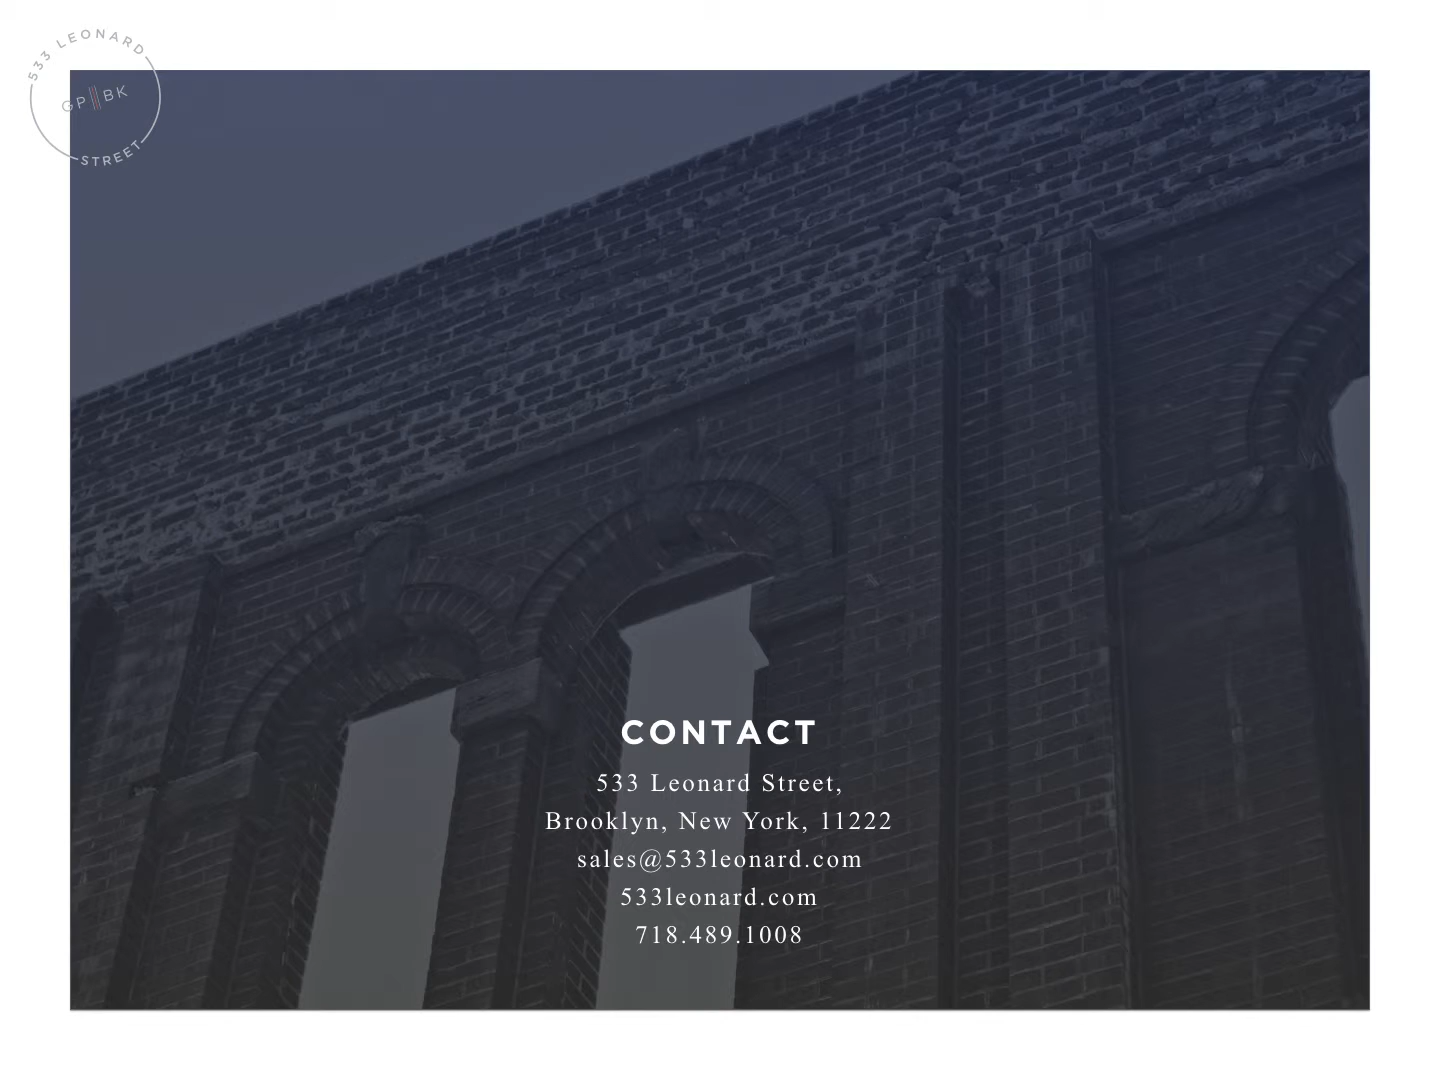 533 LEONARD
GP||BK
STREET
CONTACT
533 Leonard Street,
Brooklyn, New York, 11222
sales@533leonard.com
533leonard.com
718.489.1008